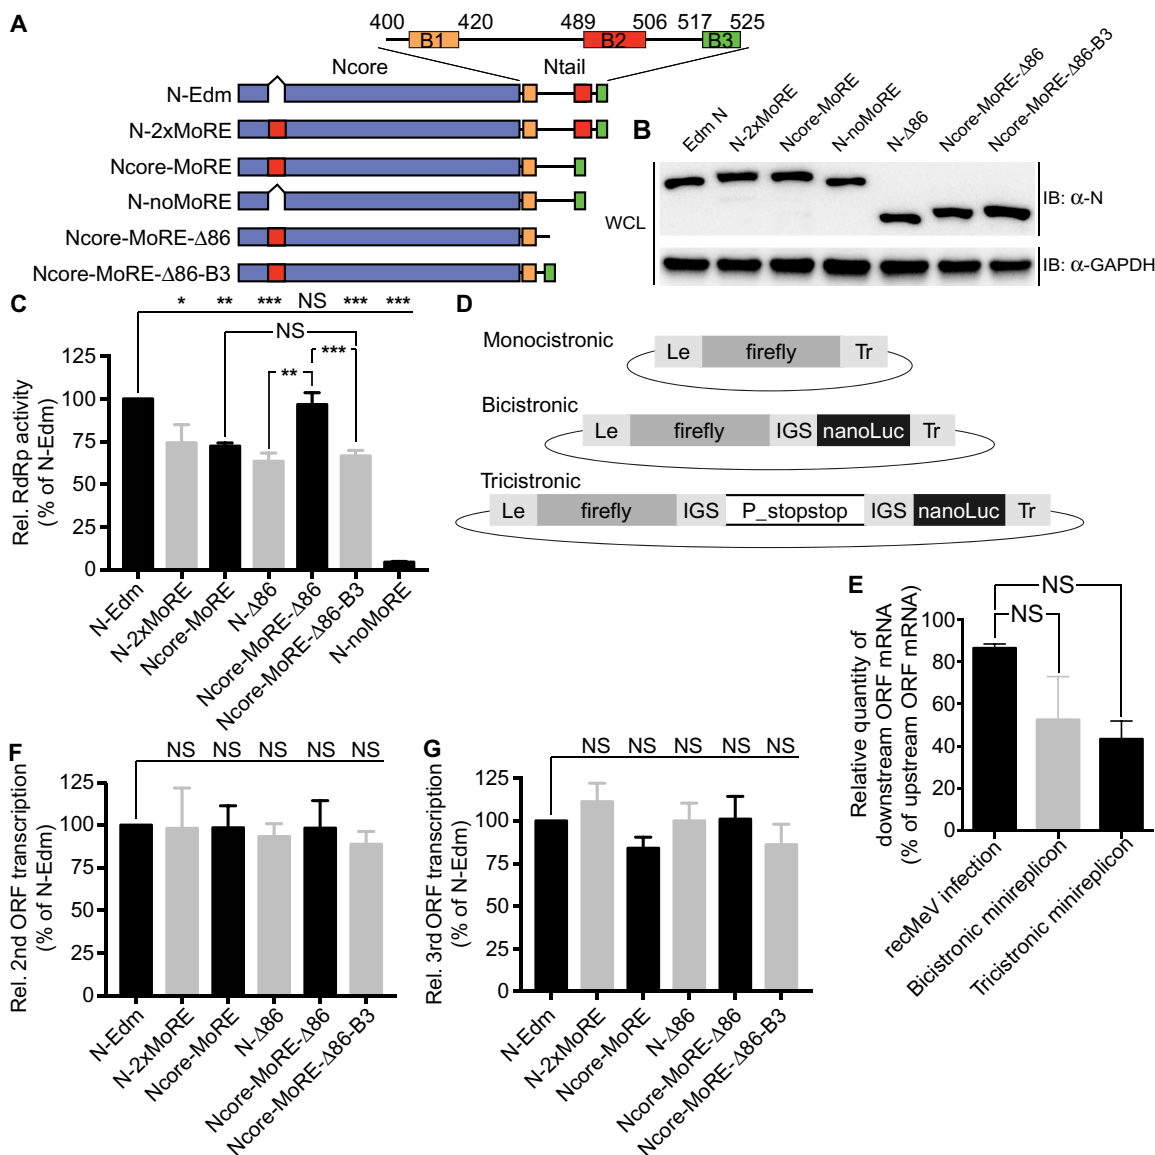 A
400 420 489 506 517 525
B1 B2 B3
Ncore Ntail
N-Edm
N-2xMoRE
Ncore-MoRE
N-noMoRE
Ncore-MoRE-Δ86
Ncore-MoRE-Δ86-B3
B
Edm N
N-2xMoRE
Ncore-MoRE
N-noMoRE
N-Δ86
Ncore-MoRE-Δ86
Ncore-MoRE-Δ86-B3
WCL
IB: α-N
IB: α-GAPDH
C
* ** *** NS *** ***
NS
***
**
Rel. RdRp activity
(% of N-Edm)
125
100
75
50
25
0
N-Edm
N-2xMoRE
Ncore-MoRE
N-Δ86
Ncore-MoRE-Δ86
Ncore-MoRE-Δ86-B3
N-noMoRE
D
Monocistronic
Le firefly Tr
Bicistronic
Le firefly IGS nanoLuc Tr
Tricistronic
Le firefly IGS P_stopstop IGS nanoLuc Tr
E
NS
NS
Relative quantity of
downstream ORF mRNA
(% of upstream ORF mRNA)
100
80
60
40
20
0
recMeV infection
Bicistronic minireplicon
Tricistronic minireplicon
F
NS NS NS NS NS
Rel. 2nd ORF transcription
(% of N-Edm)
125
100
75
50
25
0
N-Edm
N-2xMoRE
Ncore-MoRE
N-Δ86
Ncore-MoRE-Δ86
Ncore-MoRE-Δ86-B3
G
NS NS NS NS NS
Rel. 3rd ORF transcription
(% of N-Edm)
125
100
75
50
25
0
N-Edm
N-2xMoRE
Ncore-MoRE
N-Δ86
Ncore-MoRE-Δ86
Ncore-MoRE-Δ86-B3